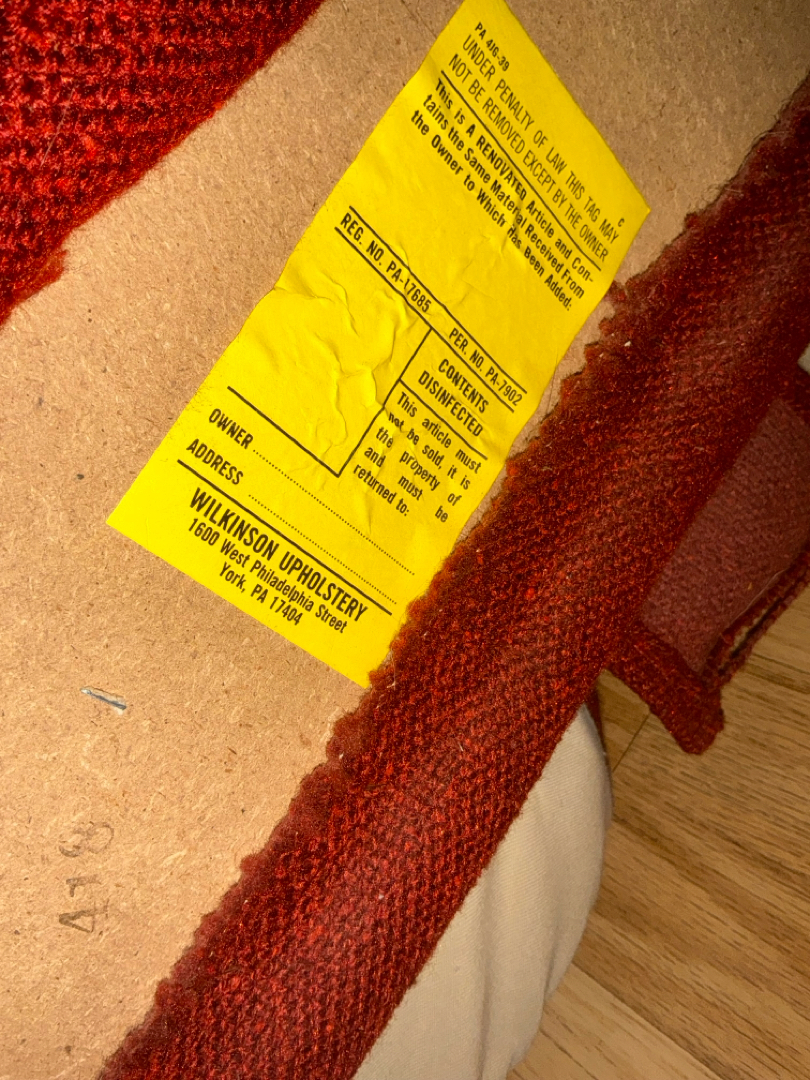 PA 416-39
C
UNDER PENALTY OF LAW THIS TAG MAY
NOT BE REMOVED EXCEPT BY THE OWNER
This is A RENOVATED Article and Con-
tains the Same Material Received From
the Owner to Which has Been Added:
REG. NO. PA-17685 PER. NO. PA-7902
CONTENTS
DISINFECTED
This article must
not be sold, it is
the property of
and must be
returned to:
OWNER
ADDRESS
WILKINSON UPHOLSTERY
1600 West Philadelphia Street
York, PA 17404
A18